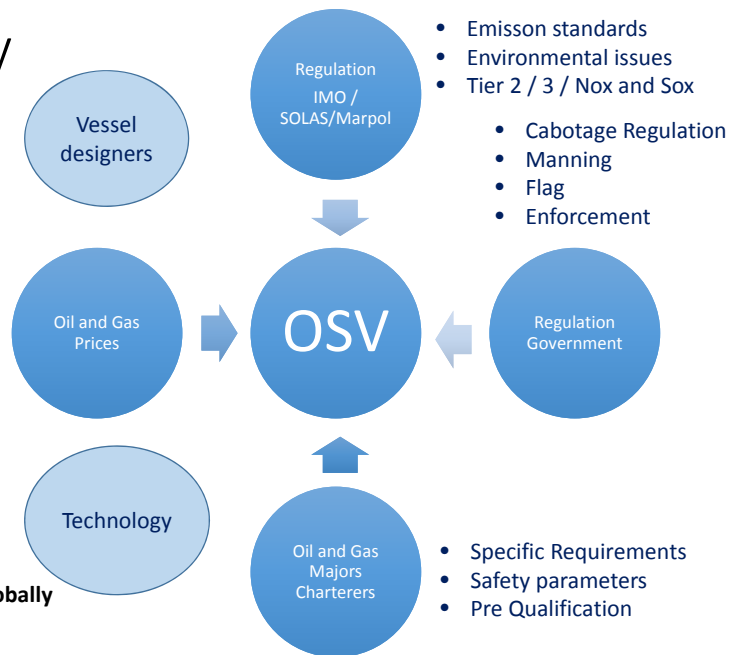 • Emisson standards
• Environmental issues
• Tier 2 / 3 / Nox and Sox
Regulation
IMO /
SOLAS/Marpol
Vessel
designers
• Cabotage Regulation
• Manning
• Flag
• Enforcement
Oil and Gas
Prices
OSV
Regulation
Government
Technology
Oil and Gas
Majors
Charterers
• Specific Requirements
• Safety parameters
• Pre Qualification